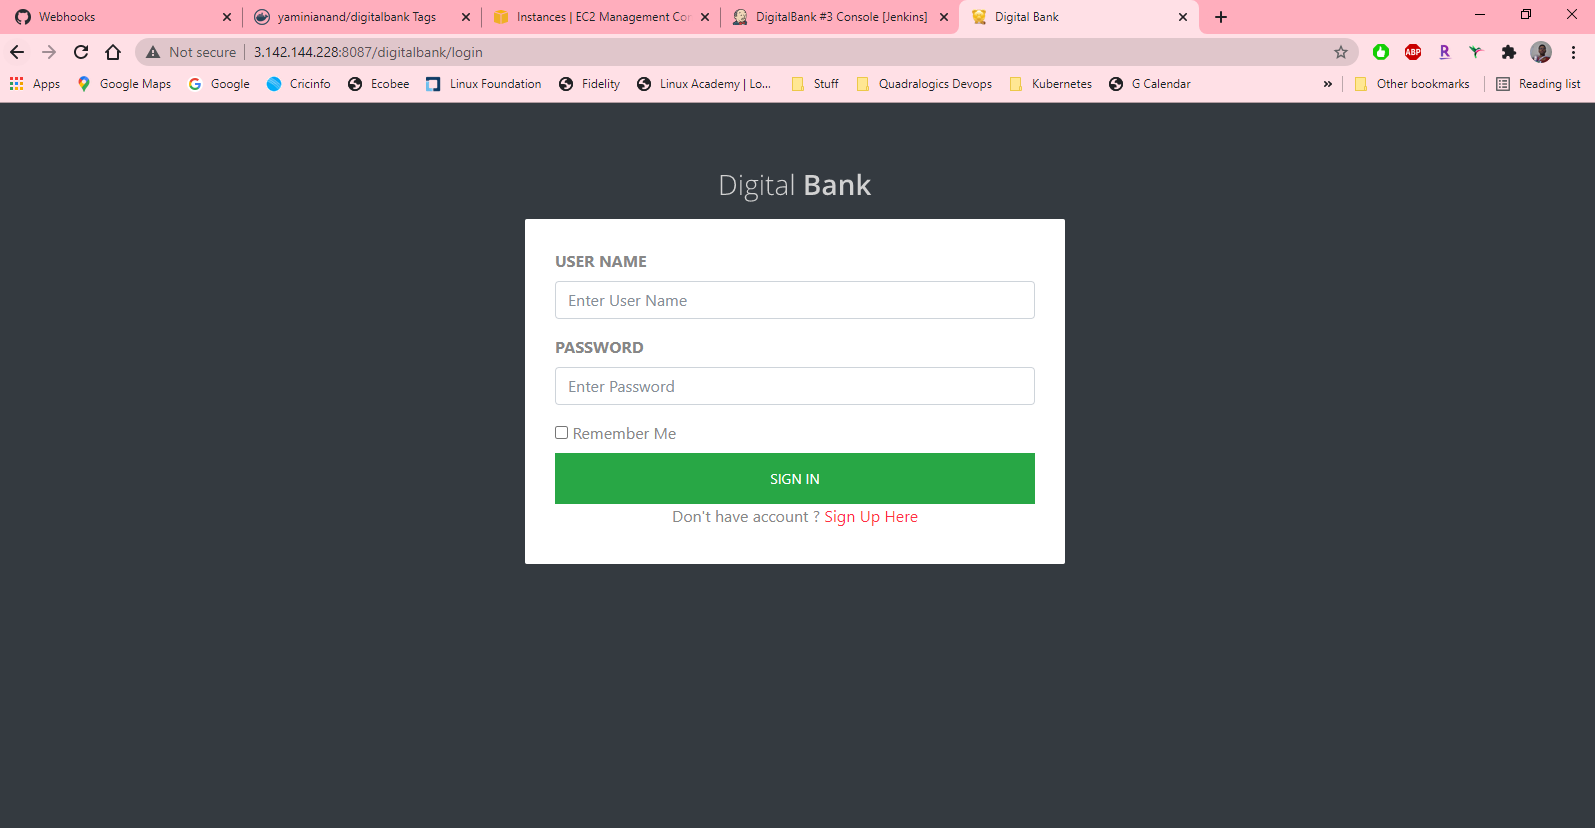 Webhooks
yaminianand/digitalbank Tags
Instances | EC2 Management Cor
DigitalBank #3 Console [Jenkins]
Digital Bank
Not secure
3.142.144.228:8087/digitalbank/login
ABP
R
Apps
Google Maps
Google
Cricinfo
Ecobee
Linux Foundation
Fidelity
Linux Academy | Lo...
Stuff
Quadralogics Devops
Kubernetes
G Calendar
»
Other bookmarks
Reading list
Digital Bank
USER NAME
Enter User Name
PASSWORD
Enter Password
Remember Me
SIGN IN
Don't have account ? Sign Up Here